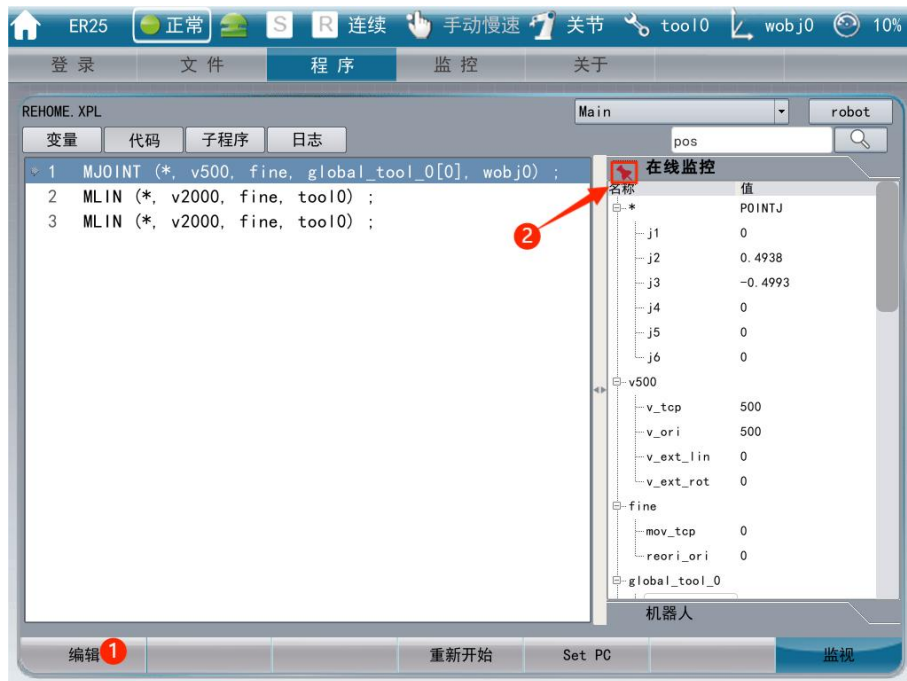 ER25 正常 S R 连续 手动慢速 关节 tool0 wobj0 10%
登录 文件 程序 监控 关于
REHOME.XPL Main robot
变量 代码 子程序 日志 pos
1 MJOINT (*, v500, fine, global_tool_0[0], wobj0) ;
2 MLIN (*, v2000, fine, tool0) ;
3 MLIN (*, v2000, fine, tool0) ;
2
在线监控
名称 值
* POINTJ
j1 0
j2 0.4938
j3 -0.4993
j4 0
j5 0
j6 0
v500
v_tcp 500
v_ori 500
v_ext_lin 0
v_ext_rot 0
fine
mov_tcp 0
reori_ori 0
global_tool_0
机器人
编辑 1 重新开始 Set PC 监视